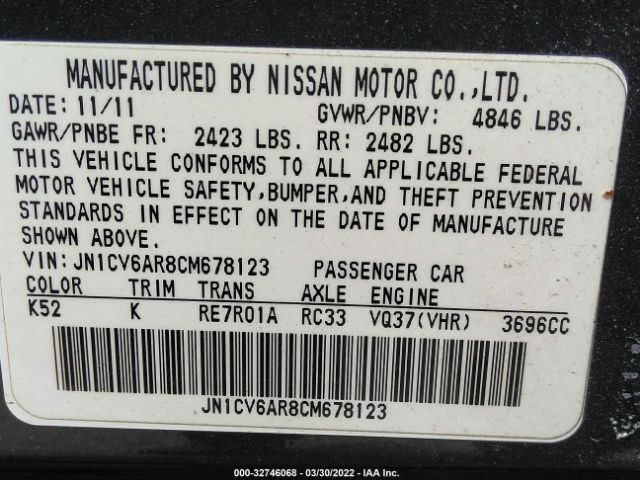 MANUFACTURED BY NISSAN MOTOR CO.,LTD.
DATE: 11/11 GVWR/PNBV: 4846 LBS.
GAWR/PNBE FR: 2423 LBS. RR: 2482 LBS.
THIS VEHICLE CONFORMS TO ALL APPLICABLE FEDERAL
MOTOR VEHICLE SAFETY,BUMPER,AND THEFT PREVENTION
STANDARDS IN EFFECT ON THE DATE OF MANUFACTURE
SHOWN ABOVE.
VIN:JN1CV6AR8CM678123 PASSENGER CAR
COLOR TRIM TRANS AXLE ENGINE
K52 K RE7R01A RC33 VQ37(VHR) 3696CC
JN1CV6AR8CM678123
000-32746068 - 03/30/2022 - IAA Inc.